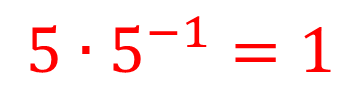 5 · 5⁻¹ = 1